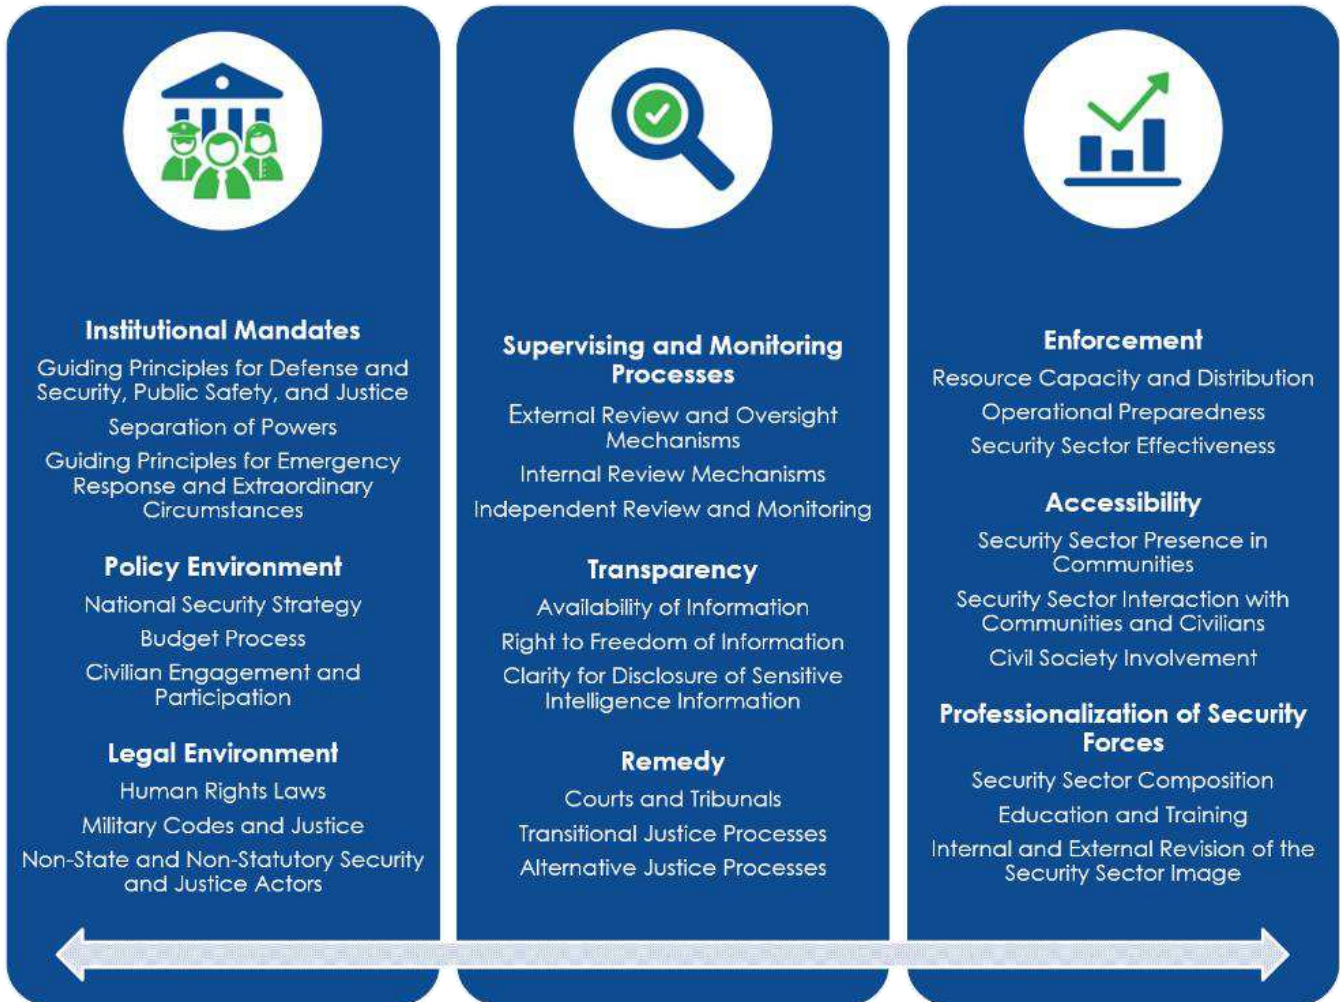 Institutional Mandates
Guiding Principles for Defense and
Security, Public Safety, and Justice
Separation of Powers
Guiding Principles for Emergency
Response and Extraordinary
Circumstances
Policy Environment
National Security Strategy
Budget Process
Civilian Engagement and
Participation
Legal Environment
Human Rights Laws
Military Codes and Justice
Non-State and Non-Statutory Security
and Justice Actors
Supervising and Monitoring
Processes
External Review and Oversight
Mechanisms
Internal Review Mechanisms
Independent Review and Monitoring
Transparency
Availability of Information
Right to Freedom of Information
Clarity for Disclosure of Sensitive
Intelligence Information
Remedy
Courts and Tribunals
Transitional Justice Processes
Alternative Justice Processes
Enforcement
Resource Capacity and Distribution
Operational Preparedness
Security Sector Effectiveness
Accessibility
Security Sector Presence in
Communities
Security Sector Interaction with
Communities and Civilians
Civil Society Involvement
Professionalization of Security
Forces
Security Sector Composition
Education and Training
Internal and External Revision of the
Security Sector Image